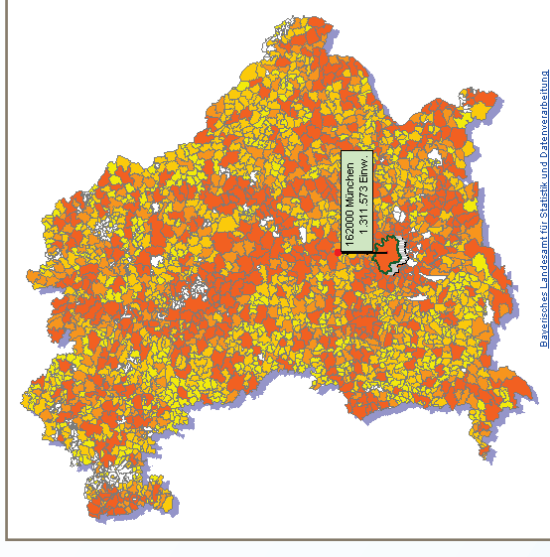 162000 München
1.311.573 Einw.
Bayerisches Landesamt für Statistik und Datenverarbeitung